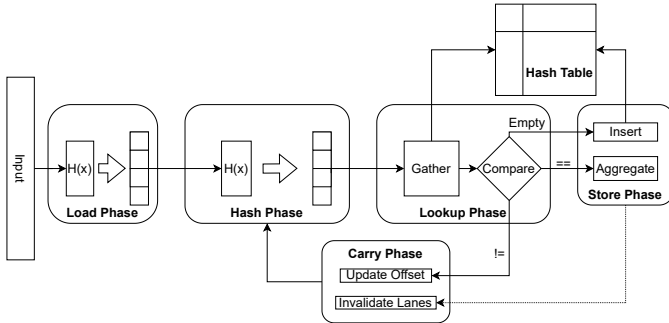 Input
H(x)
Load Phase
H(x)
Hash Phase
Gather
Compare
Lookup Phase
Hash Table
Empty
==
!=
Insert
Aggregate
Store Phase
Carry Phase
Update Offset
Invalidate Lanes